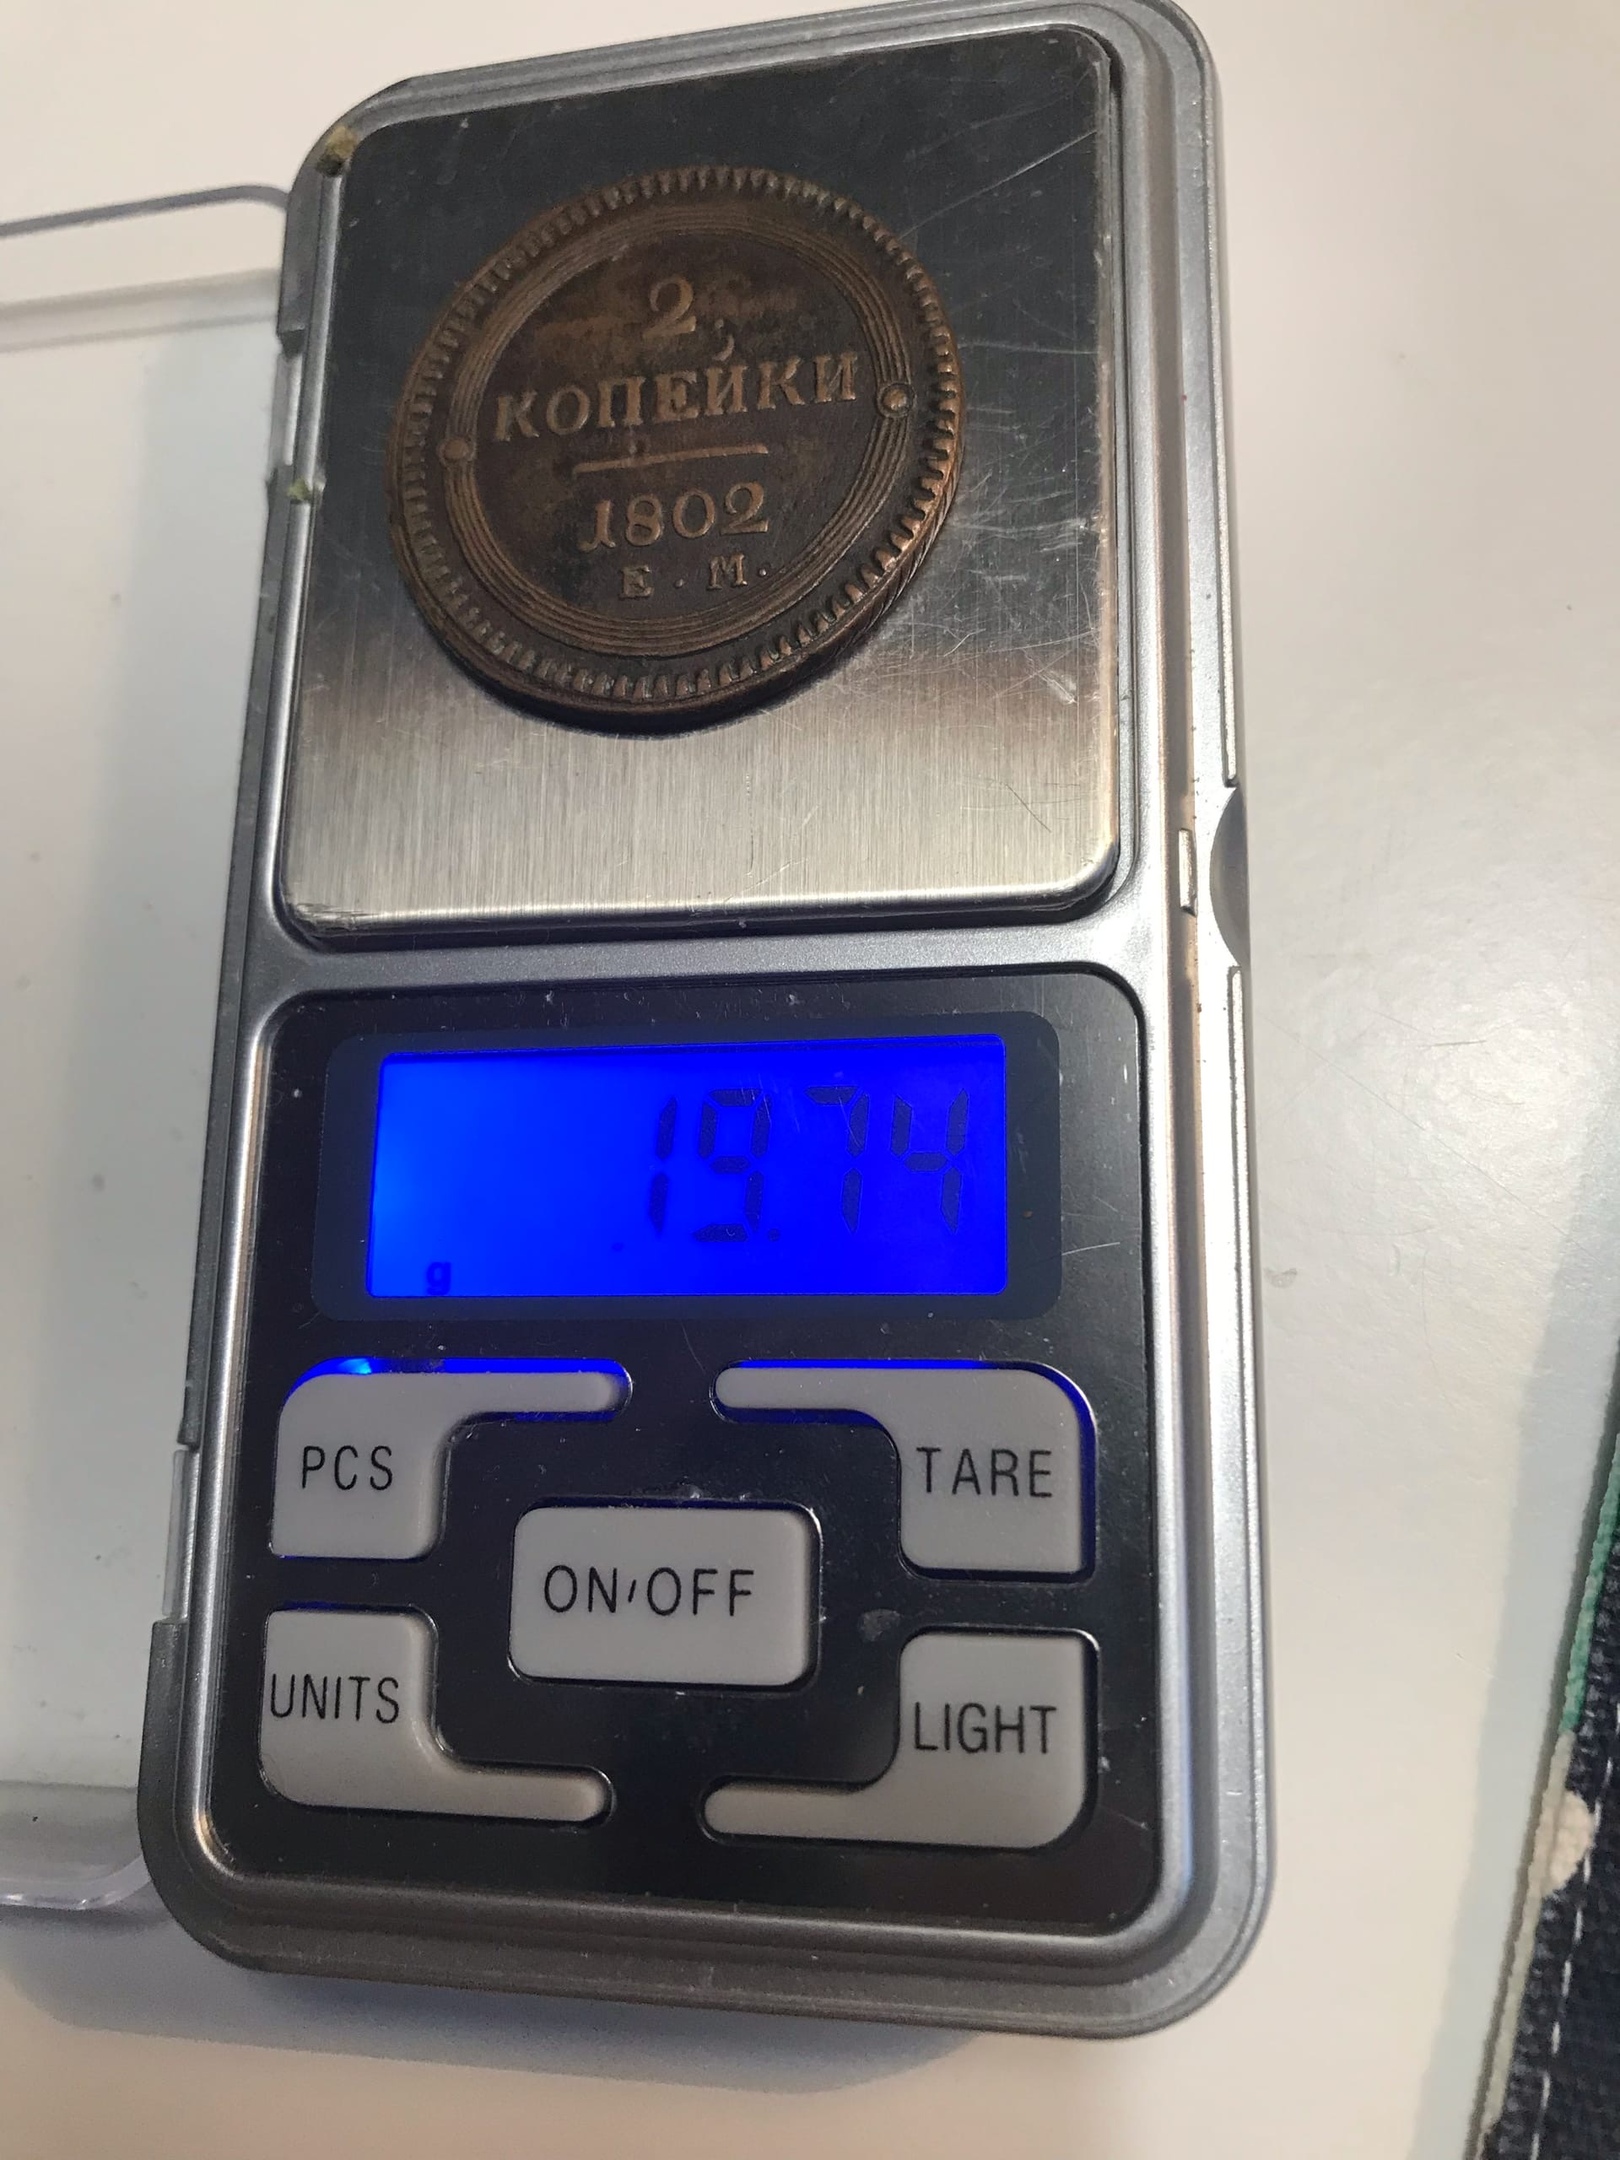 2
КОПЕЙКИ
1802
Е . М.
19.74
g
PCS
TARE
ON/OFF
UNITS
LIGHT